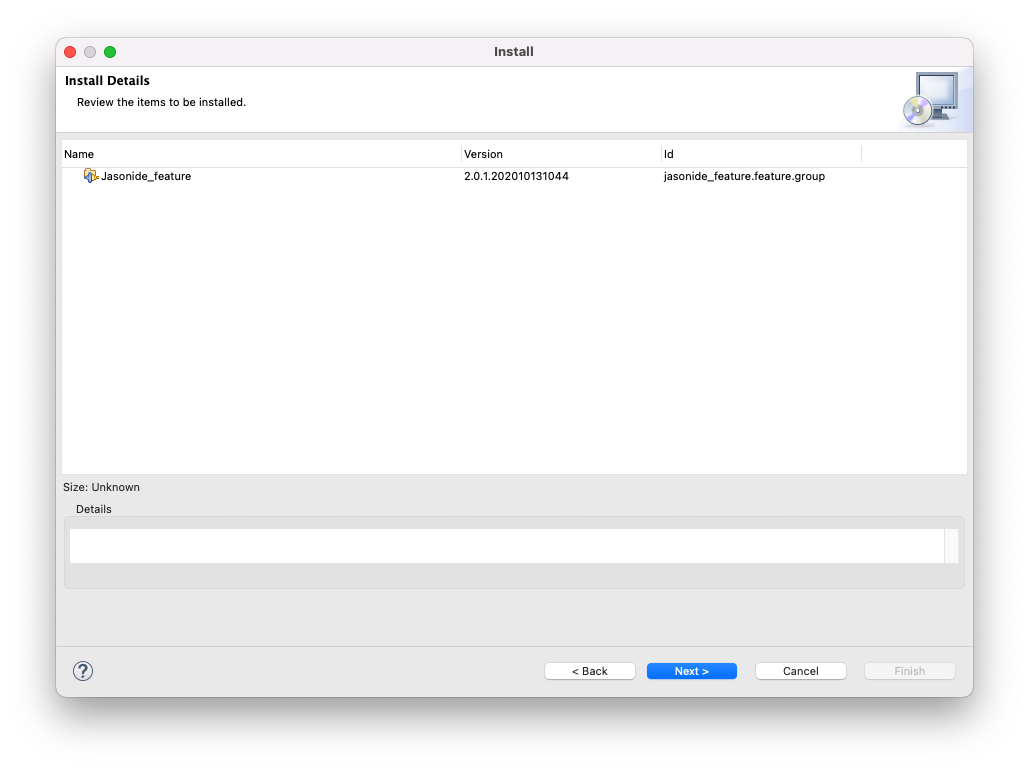 Install
Install Details
Review the items to be installed.
Name Version Id
Jasonide_feature 2.0.1.202010131044 jasonide_feature.feature.group
Size: Unknown
Details
? < Back Next > Cancel Finish